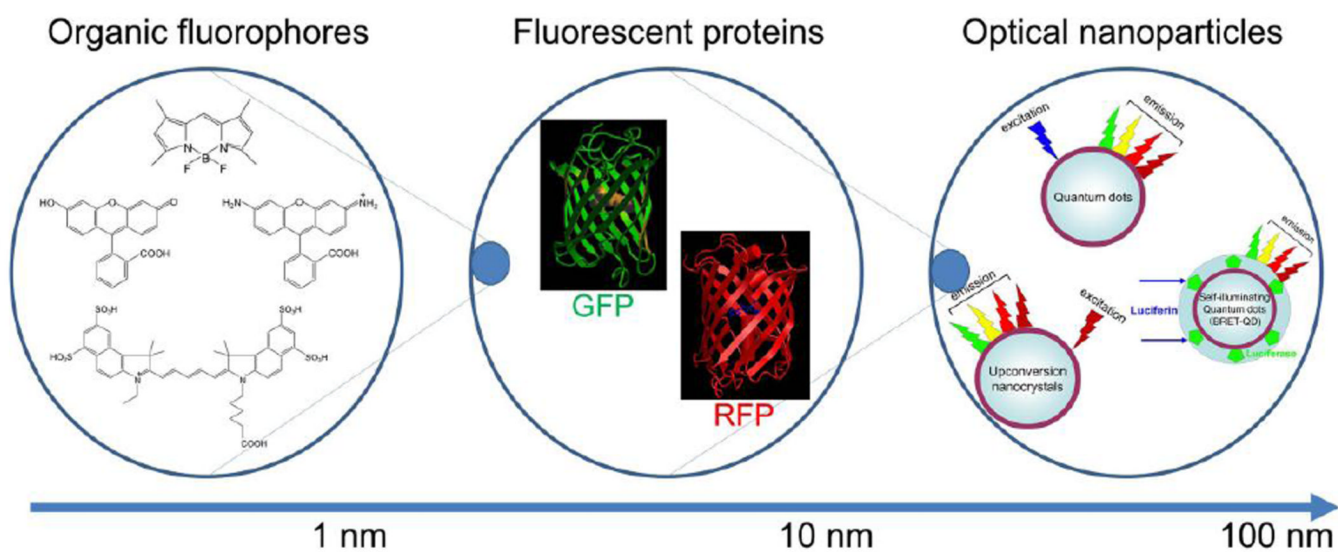 Organic fluorophores
Fluorescent proteins
Optical nanoparticles
N
B
N
F
F
HO
O
O
COOH
H₂N
O
NH₂
+
COOH
SO₃H
SO₃H
HO₃S
SO₃H
N
+
N
COOH
GFP
RFP
excitation
emission
Quantum dots
emission
Luciferin
Self-illuminating
Quantum dots
(BRET-QD)
Luciferase
emission
excitation
Upconversion
nanocrystals
1 nm
10 nm
100 nm